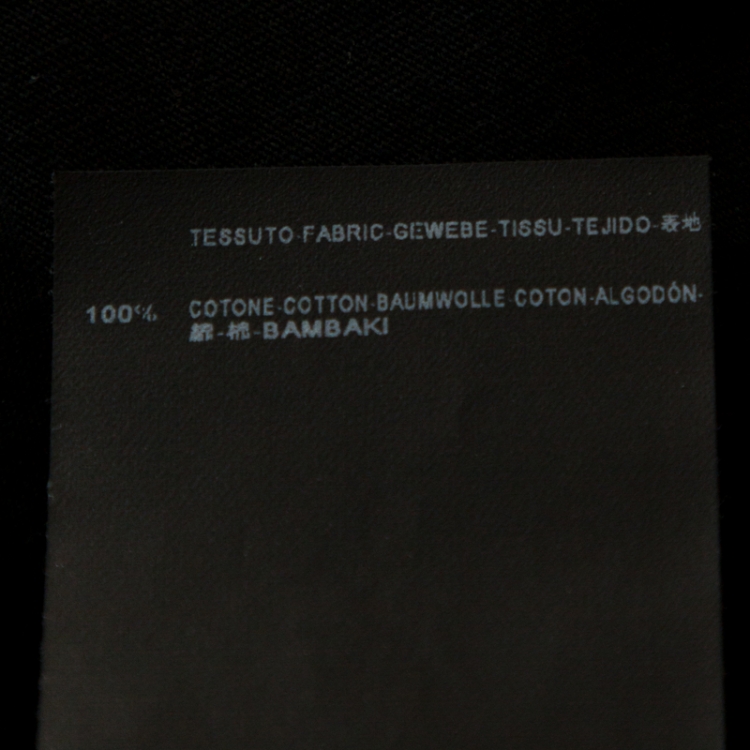 TESSUTO-FABRIC-GEWEBE-TISSU-TEJIDO-表地
100% COTONE-COTTON-BAUMWOLLE-COTON-ALGODÓN-
綿-棉-BAMBAKI